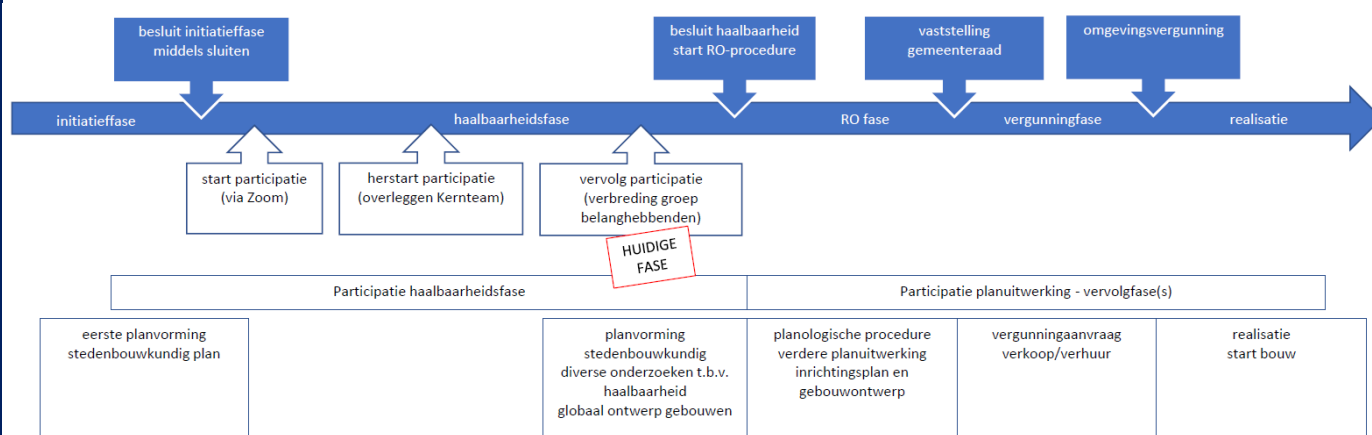 besluit initiatieffase
middels sluiten
besluit haalbaarheid
start RO-procedure
vaststelling
gemeenteraad
omgevingsvergunning
initiatieffase
haalbaarheidsfase
RO fase
vergunningfase
realisatie
start participatie
(via Zoom)
herstart participatie
(overleggen Kernteam)
vervolg participatie
(verbreding groep
belanghebbenden)
HUIDIGE
FASE
Participatie haalbaarheidsfase
Participatie planuitwerking - vervolgfase(s)
eerste planvorming
stedenbouwkundig plan
planvorming
stedenbouwkundig
diverse onderzoeken t.b.v.
haalbaarheid
globaal ontwerp gebouwen
planologische procedure
verdere planuitwerking
inrichtingsplan en
gebouwontwerp
vergunningaanvraag
verkoop/verhuur
realisatie
start bouw